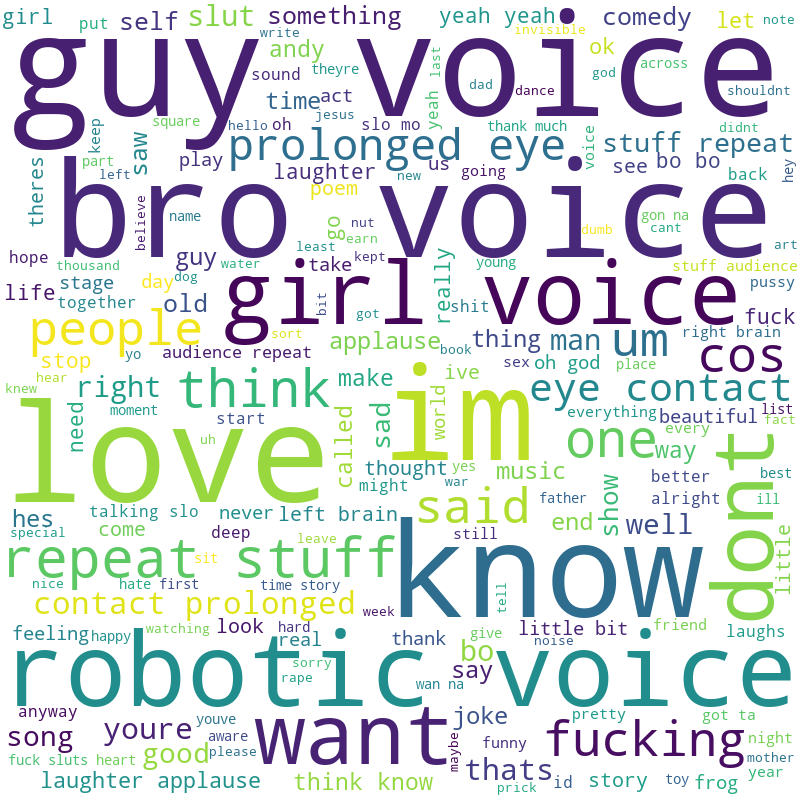 girl put self slut something yeah yeah comedy let note
guy voice
write invisible
andy ok
sound theyre god across
time act dad dance shouldnt
square keep hello oh jesus slo mo yeah last thank much didnt
saw prolonged eye voice stuff repeat
theres part play laughter us going see bo bo back hey
left new
bro voice
believe poem
name nut go earn dumb gon na cant art
hope guy least kept
thousand dog water take young really stuff audience
life stage day girl voice pussy
together old bit got shit fuck
people sort applause thing man um right brain
stop yo audience repeat book sex oh god place cos
hear
knew right think make ive im eye contact
need moment start sad world everything beautiful list
love called one every fact
uh thought yes music way
might war better best
hes talking slo never left brain said father end show well alright ill
special come deep still dont
repeat stuff leave know little
sit
nice hate first time story tell
contact prolonged week
feeling happy watching look hard thank little bit give friend laughs
real noise
robotic voice
sorry bo say
rape wan na
anyway youve want joke pretty got ta
song youre aware maybe funny fucking night
please mother
fuck sluts heart good thats year
laughter applause think know prick id story toy frog